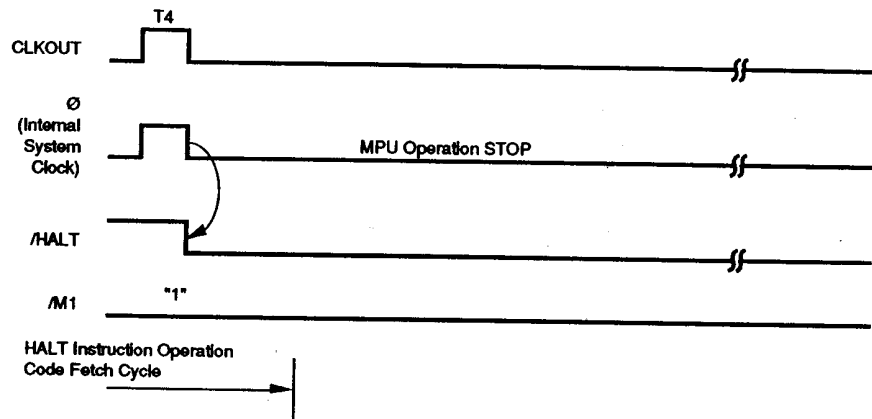 T4
CLKOUT
Ø
(Internal
System
Clock)
MPU Operation STOP
/HALT
/M1
"1"
HALT Instruction Operation
Code Fetch Cycle